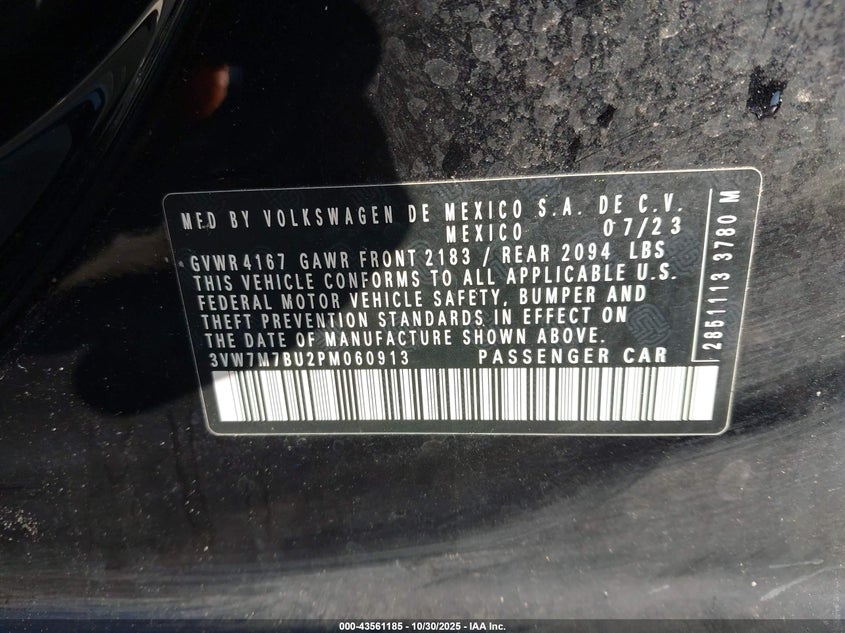 MFD BY VOLKSWAGEN DE MEXICO S.A. DE C.V.
MEXICO 07/23
GVWR 4167 GAWR FRONT 2183 / REAR 2094 LBS
THIS VEHICLE CONFORMS TO ALL APPLICABLE U.S.
FEDERAL MOTOR VEHICLE SAFETY, BUMPER AND
THEFT PREVENTION STANDARDS IN EFFECT ON
THE DATE OF MANUFACTURE SHOWN ABOVE.
3VW7M7BU2PM060913 PASSENGER CAR
2851113 3780 M
000-43561185 - 10/30/2025 - IAA Inc.